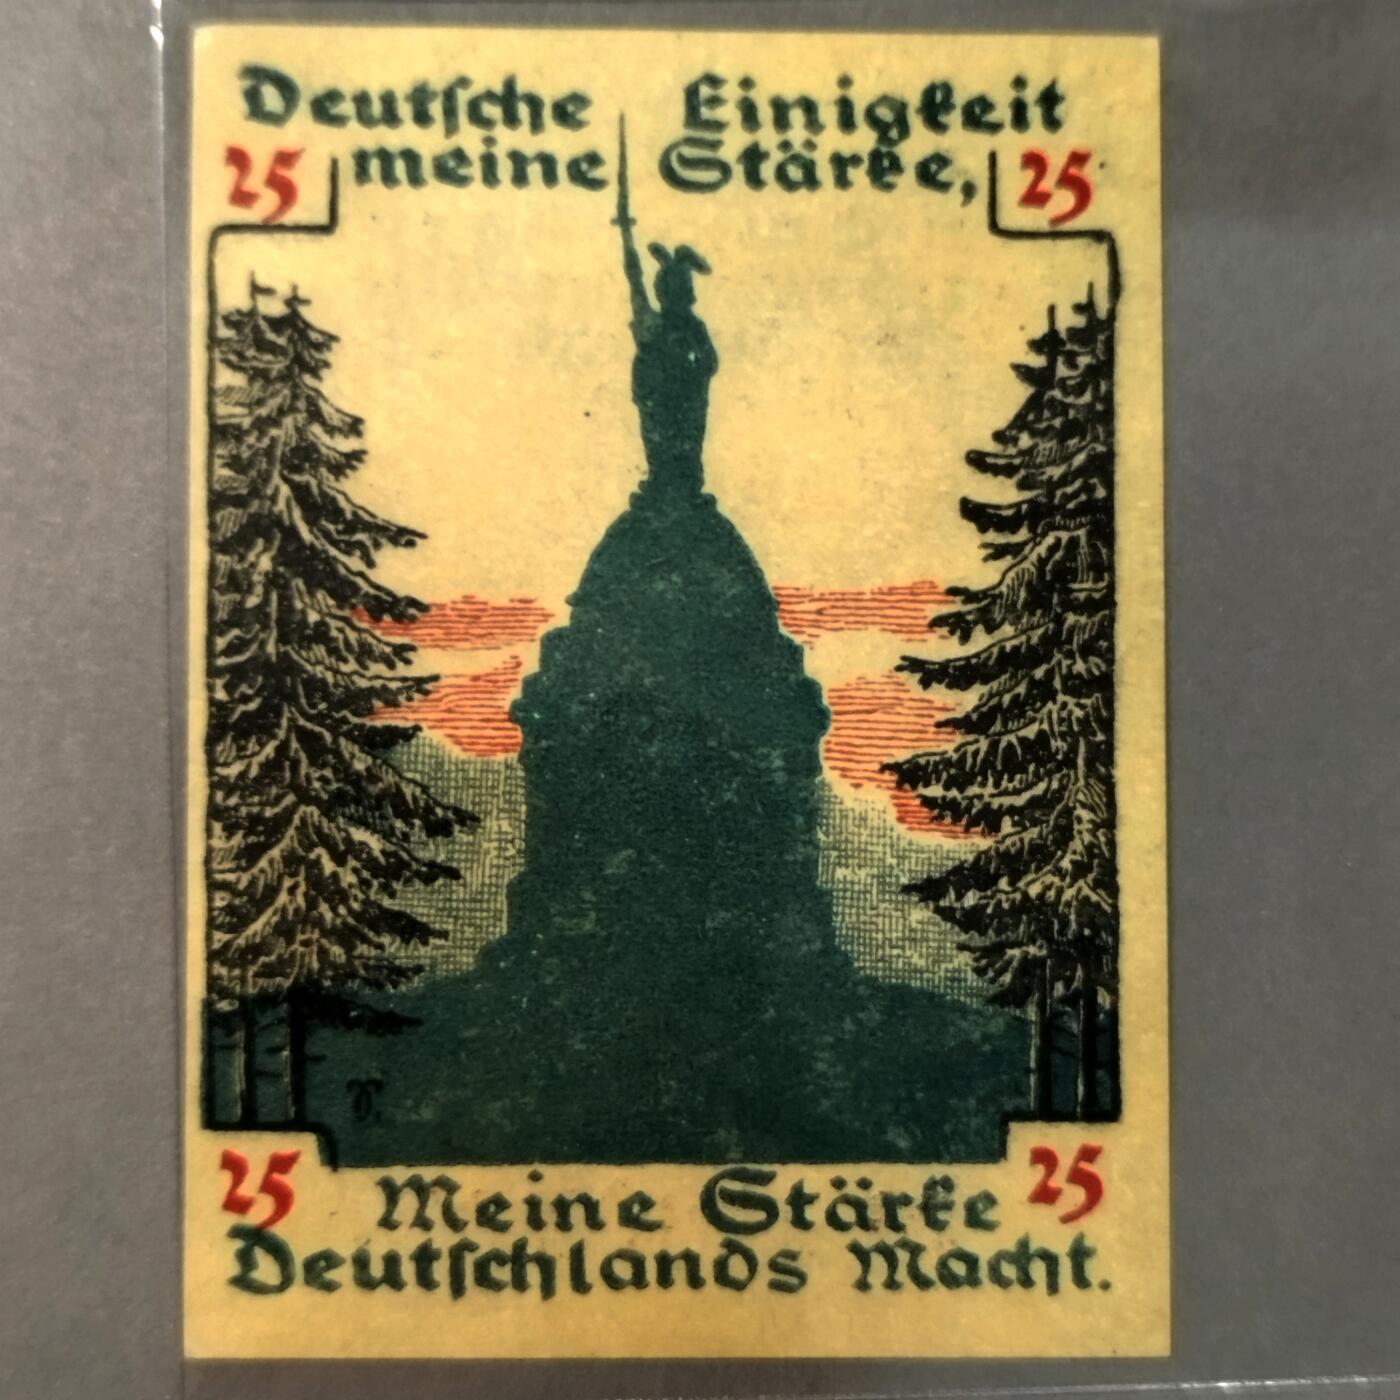 Deutſche Einigkeit
25 meine Stärke, 25
T.
25 Meine Stärke 25
Deutſchlands Macht.